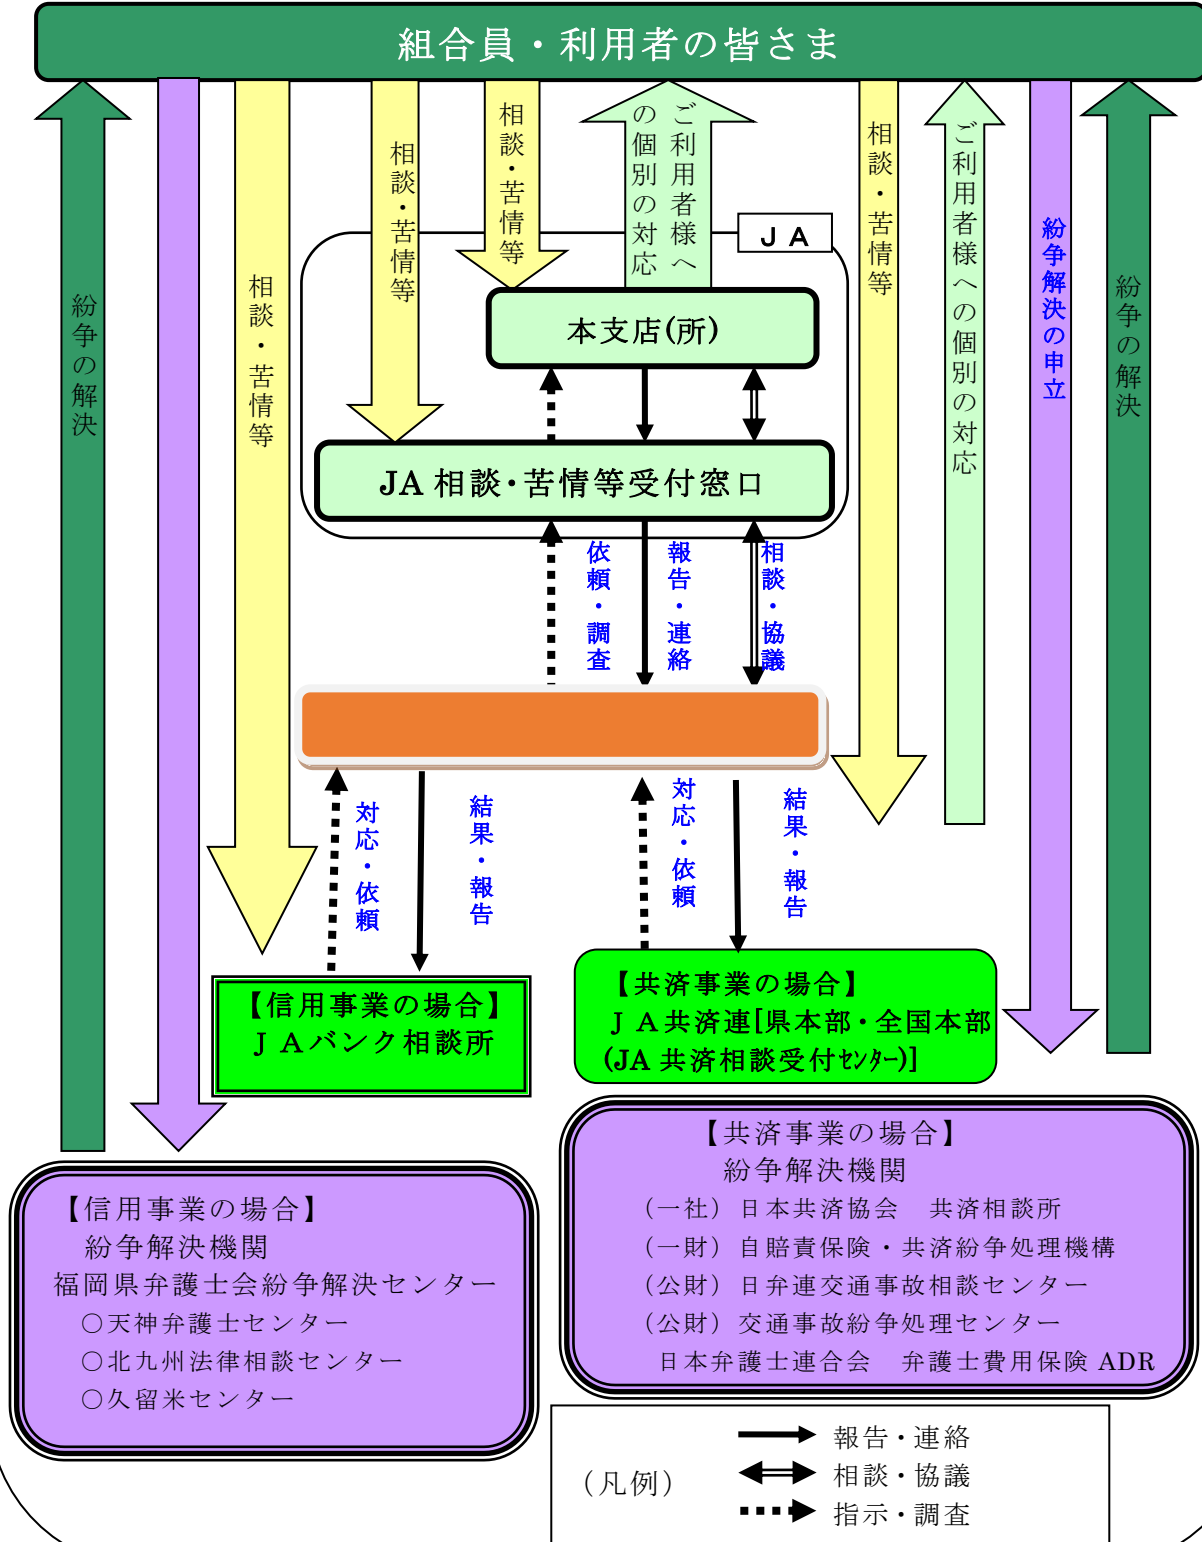 組合員・利用者の皆さま
紛争の解決
相談・苦情等
相談・苦情等
相談・苦情等
ご利用者様へ
の個別の対応
相談・苦情等
ご利用者様への個別の対応
紛争解決の申立
紛争の解決
ＪＡ
本支店(所)
JA 相談・苦情等受付窓口
依頼・調査
報告・連絡
相談・協議
対応・依頼
結果・報告
対応・依頼
結果・報告
【信用事業の場合】
ＪＡバンク相談所
【共済事業の場合】
ＪＡ共済連[県本部・全国本部
(JA 共済相談受付ｾﾝﾀｰ)]
【信用事業の場合】
紛争解決機関
福岡県弁護士会紛争解決センター
○天神弁護士センター
○北九州法律相談センター
○久留米センター
【共済事業の場合】
紛争解決機関
（一社）日本共済協会　共済相談所
（一財）自賠責保険・共済紛争処理機構
（公財）日弁連交通事故相談センター
（公財）交通事故紛争処理センター
日本弁護士連合会　弁護士費用保険 ADR
（凡例）
報告・連絡
相談・協議
指示・調査